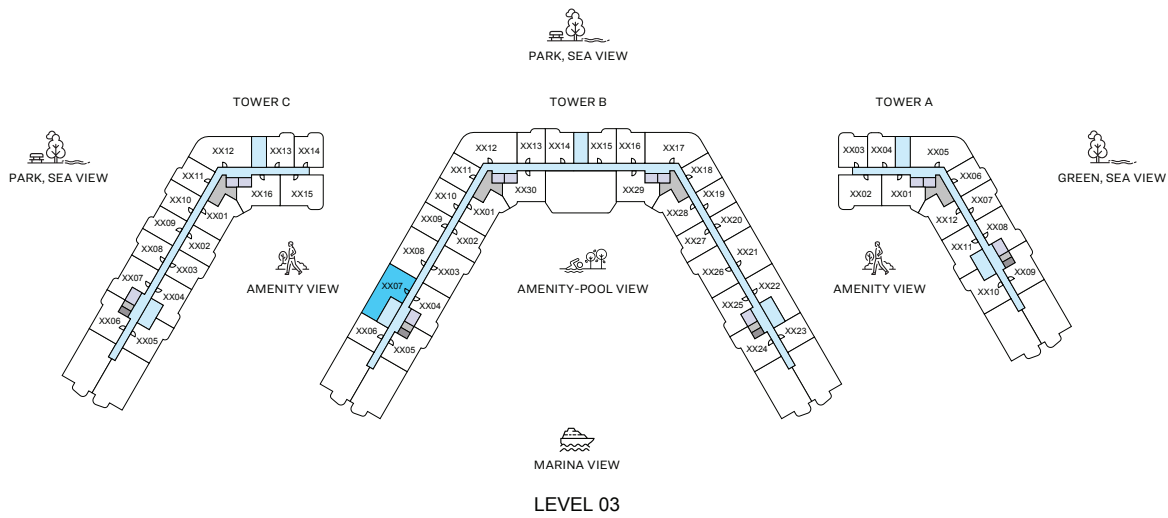 PARK, SEA VIEW
TOWER C
TOWER B
TOWER A
PARK, SEA VIEW
GREEN, SEA VIEW
XX12
XX13
XX14
XX11
XX10
XX09
XX08
XX07
XX06
XX01
XX16
XX15
XX02
XX03
XX04
XX05
AMENITY VIEW
XX12
XX13
XX14
XX15
XX16
XX17
XX11
XX10
XX09
XX08
XX07
XX06
XX30
XX01
XX02
XX03
XX04
XX05
XX29
XX28
XX27
XX26
XX25
XX24
XX18
XX19
XX20
XX21
XX22
XX23
AMENITY-POOL VIEW
AMENITY VIEW
XX03
XX04
XX05
XX02
XX01
XX06
XX07
XX08
XX09
XX12
XX11
XX10
MARINA VIEW
LEVEL 03